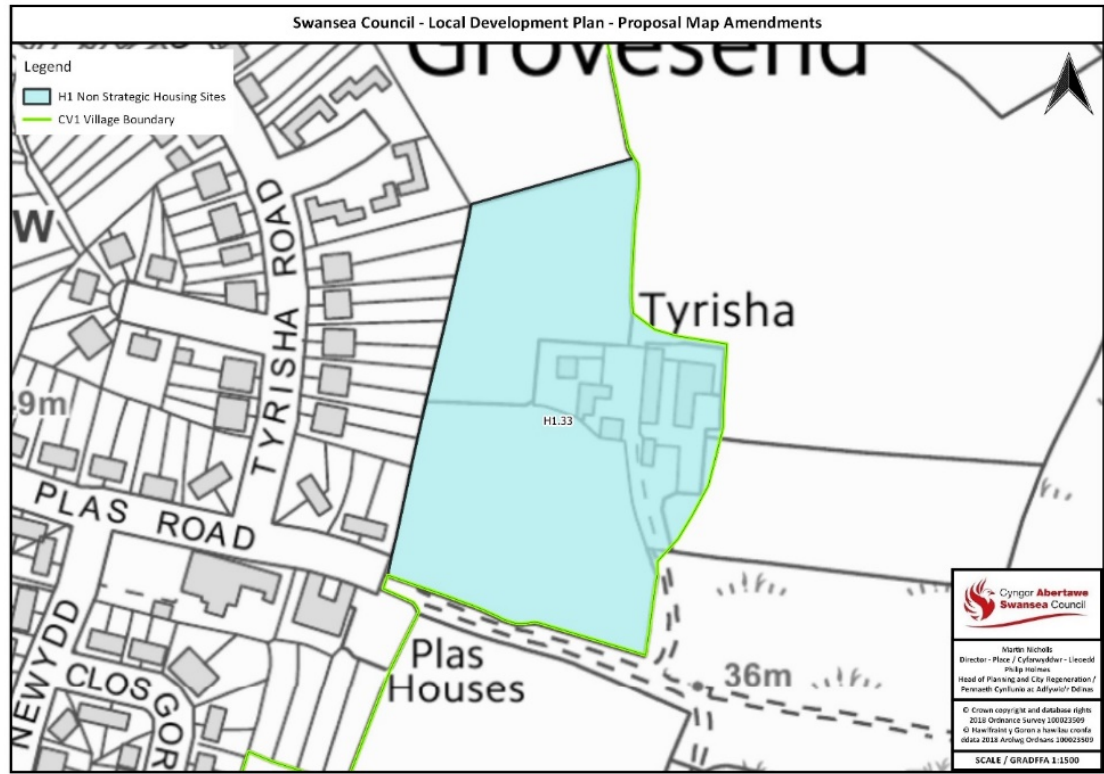 Swansea Council - Local Development Plan - Proposal Map Amendments
Grovesend
Legend
H1 Non Strategic Housing Sites
CV1 Village Boundary
W
TYRISHA ROAD
Tyrisha
H1.33
9m
PLAS ROAD
NEWYDD
CLOS GOR
Plas
Houses
36m
Cyngor Abertawe
Swansea Council
Martin Nicholls
Director - Place / Cyfarwyddwr - Lleoedd
Philip Holmes
Head of Planning and City Regeneration /
Pennaeth Cynllunio ac Adfywio'r Ddinas
© Crown copyright and database rights
2018 Ordnance Survey 100023509
© Hawlfraint y Goron a hawliau cronfa
ddata 2018 Arolwg Ordnans 100023509
SCALE / GRADDFA 1:1500